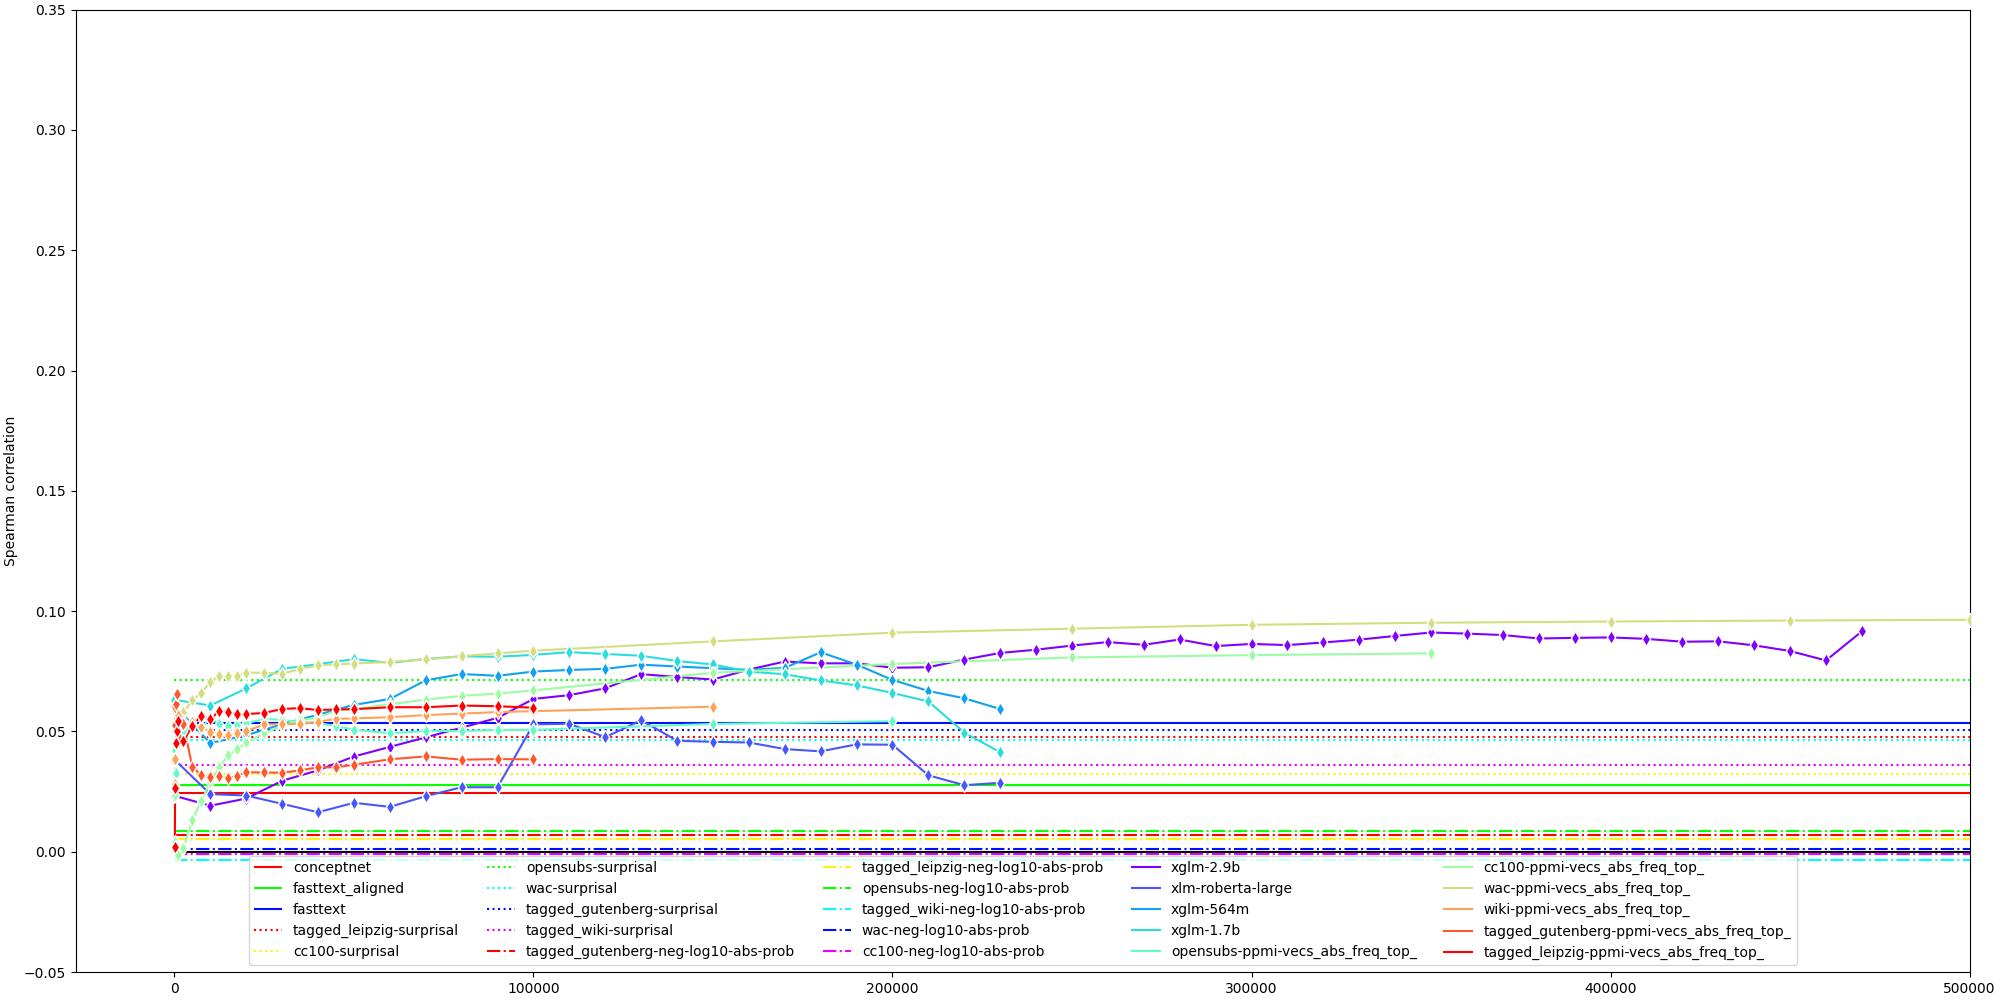 0.35
0.30
0.25
0.20
0.15
0.10
0.05
0.00
−0.05
Spearman correlation
0
100000
200000
300000
400000
500000
conceptnet
fasttext_aligned
fasttext
tagged_leipzig-surprisal
cc100-surprisal
opensubs-surprisal
wac-surprisal
tagged_gutenberg-surprisal
tagged_wiki-surprisal
tagged_gutenberg-neg-log10-abs-prob
tagged_leipzig-neg-log10-abs-prob
opensubs-neg-log10-abs-prob
tagged_wiki-neg-log10-abs-prob
wac-neg-log10-abs-prob
cc100-neg-log10-abs-prob
xglm-2.9b
xlm-roberta-large
xglm-564m
xglm-1.7b
opensubs-ppmi-vecs_abs_freq_top_
cc100-ppmi-vecs_abs_freq_top_
wac-ppmi-vecs_abs_freq_top_
wiki-ppmi-vecs_abs_freq_top_
tagged_gutenberg-ppmi-vecs_abs_freq_top_
tagged_leipzig-ppmi-vecs_abs_freq_top_